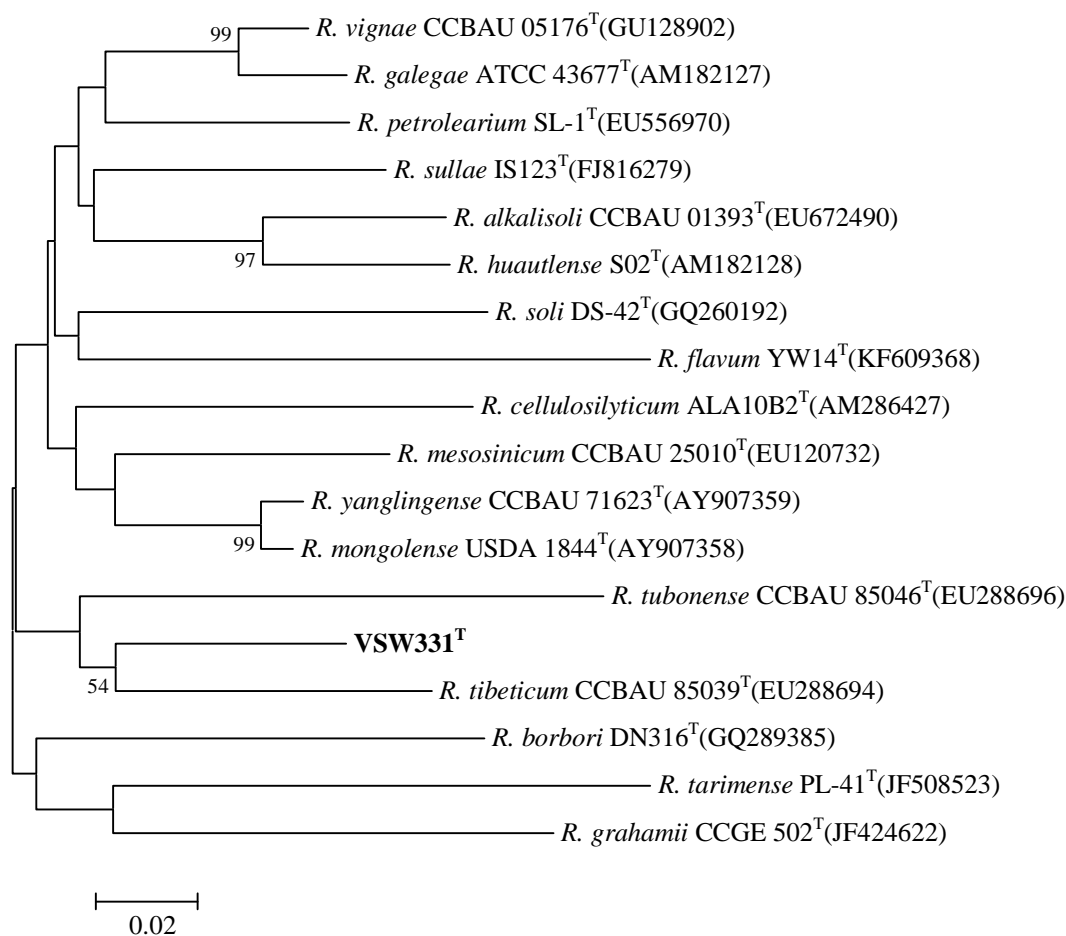 99
R. vignae CCBAU 05176T(GU128902)
R. galegae ATCC 43677T(AM182127)
R. petrolearium SL-1T(EU556970)
R. sullae IS123T(FJ816279)
R. alkalisoli CCBAU 01393T(EU672490)
97
R. huautlense S02T(AM182128)
R. soli DS-42T(GQ260192)
R. flavum YW14T(KF609368)
R. cellulosilyticum ALA10B2T(AM286427)
R. mesosinicum CCBAU 25010T(EU120732)
R. yanglingense CCBAU 71623T(AY907359)
99
R. mongolense USDA 1844T(AY907358)
R. tubonense CCBAU 85046T(EU288696)
VSW331T
54
R. tibeticum CCBAU 85039T(EU288694)
R. borbori DN316T(GQ289385)
R. tarimense PL-41T(JF508523)
R. grahamii CCGE 502T(JF424622)
0.02